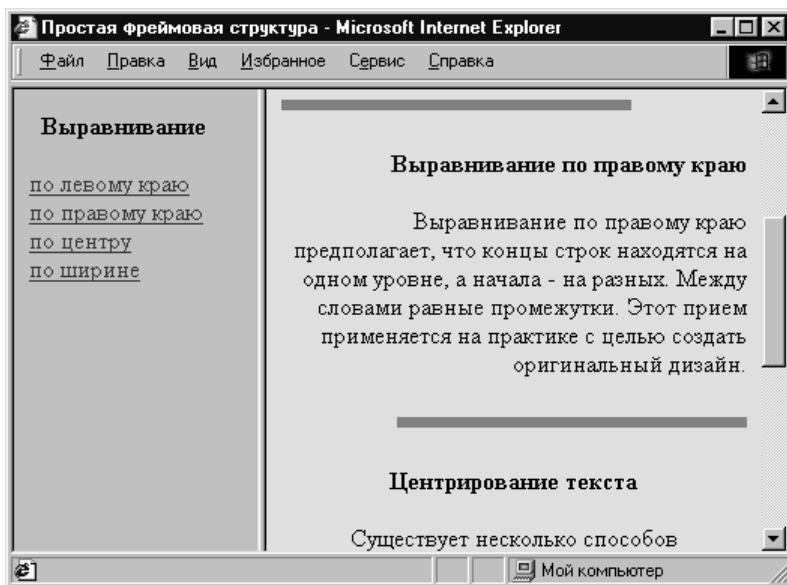 Простая фреймовая структура - Microsoft Internet Explorer
Файл Правка Вид Избранное Сервис Справка
Выравнивание
по левому краю
по правому краю
по центру
по ширине
Выравнивание по правому краю
Выравнивание по правому краю
предполагает, что концы строк находятся на
одном уровне, а начала - на разных. Между
словами равные промежутки. Этот прием
применяется на практике с целью создать
оригинальный дизайн.
Центрирование текста
Существует несколько способов
Мой компьютер